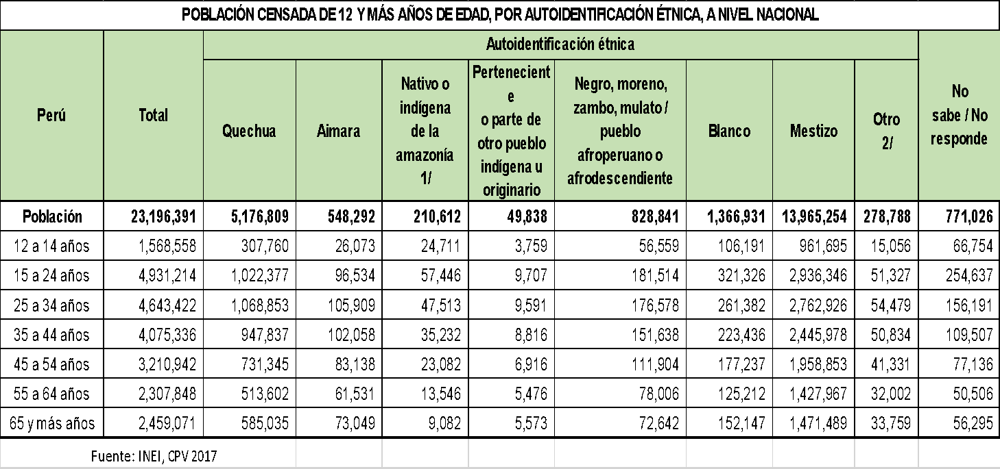 POBLACIÓN CENSADA DE 12 Y MÁS AÑOS DE EDAD, POR AUTOIDENTIFICACIÓN ÉTNICA, A NIVEL NACIONAL
Perú
Total
Autoidentificación étnica
Quechua
Aimara
Nativo o
indígena
de la
amazonía
1/
Pertenecient
e
o parte de
otro pueblo
indígena u
originario
Negro, moreno,
zambo, mulato /
pueblo
afroperuano o
afrodescendiente
Blanco
Mestizo
Otro
2/
No
sabe / No
responde
Población 23,196,391 5,176,809 548,292 210,612 49,838 828,841 1,366,931 13,965,254 278,788 771,026
12 a 14 años 1,568,558 307,760 26,073 24,711 3,759 56,559 106,191 961,695 15,056 66,754
15 a 24 años 4,931,214 1,022,377 96,534 57,446 9,707 181,514 321,326 2,936,346 51,327 254,637
25 a 34 años 4,643,422 1,068,853 105,909 47,513 9,591 176,578 261,382 2,762,926 54,479 156,191
35 a 44 años 4,075,336 947,837 102,058 35,232 8,816 151,638 223,436 2,445,978 50,834 109,507
45 a 54 años 3,210,942 731,345 83,138 23,082 6,916 111,904 177,237 1,958,853 41,331 77,136
55 a 64 años 2,307,848 513,602 61,531 13,546 5,476 78,006 125,212 1,427,967 32,002 50,506
65 y más años 2,459,071 585,035 73,049 9,082 5,573 72,642 152,147 1,471,489 33,759 56,295
Fuente: INEI, CPV 2017